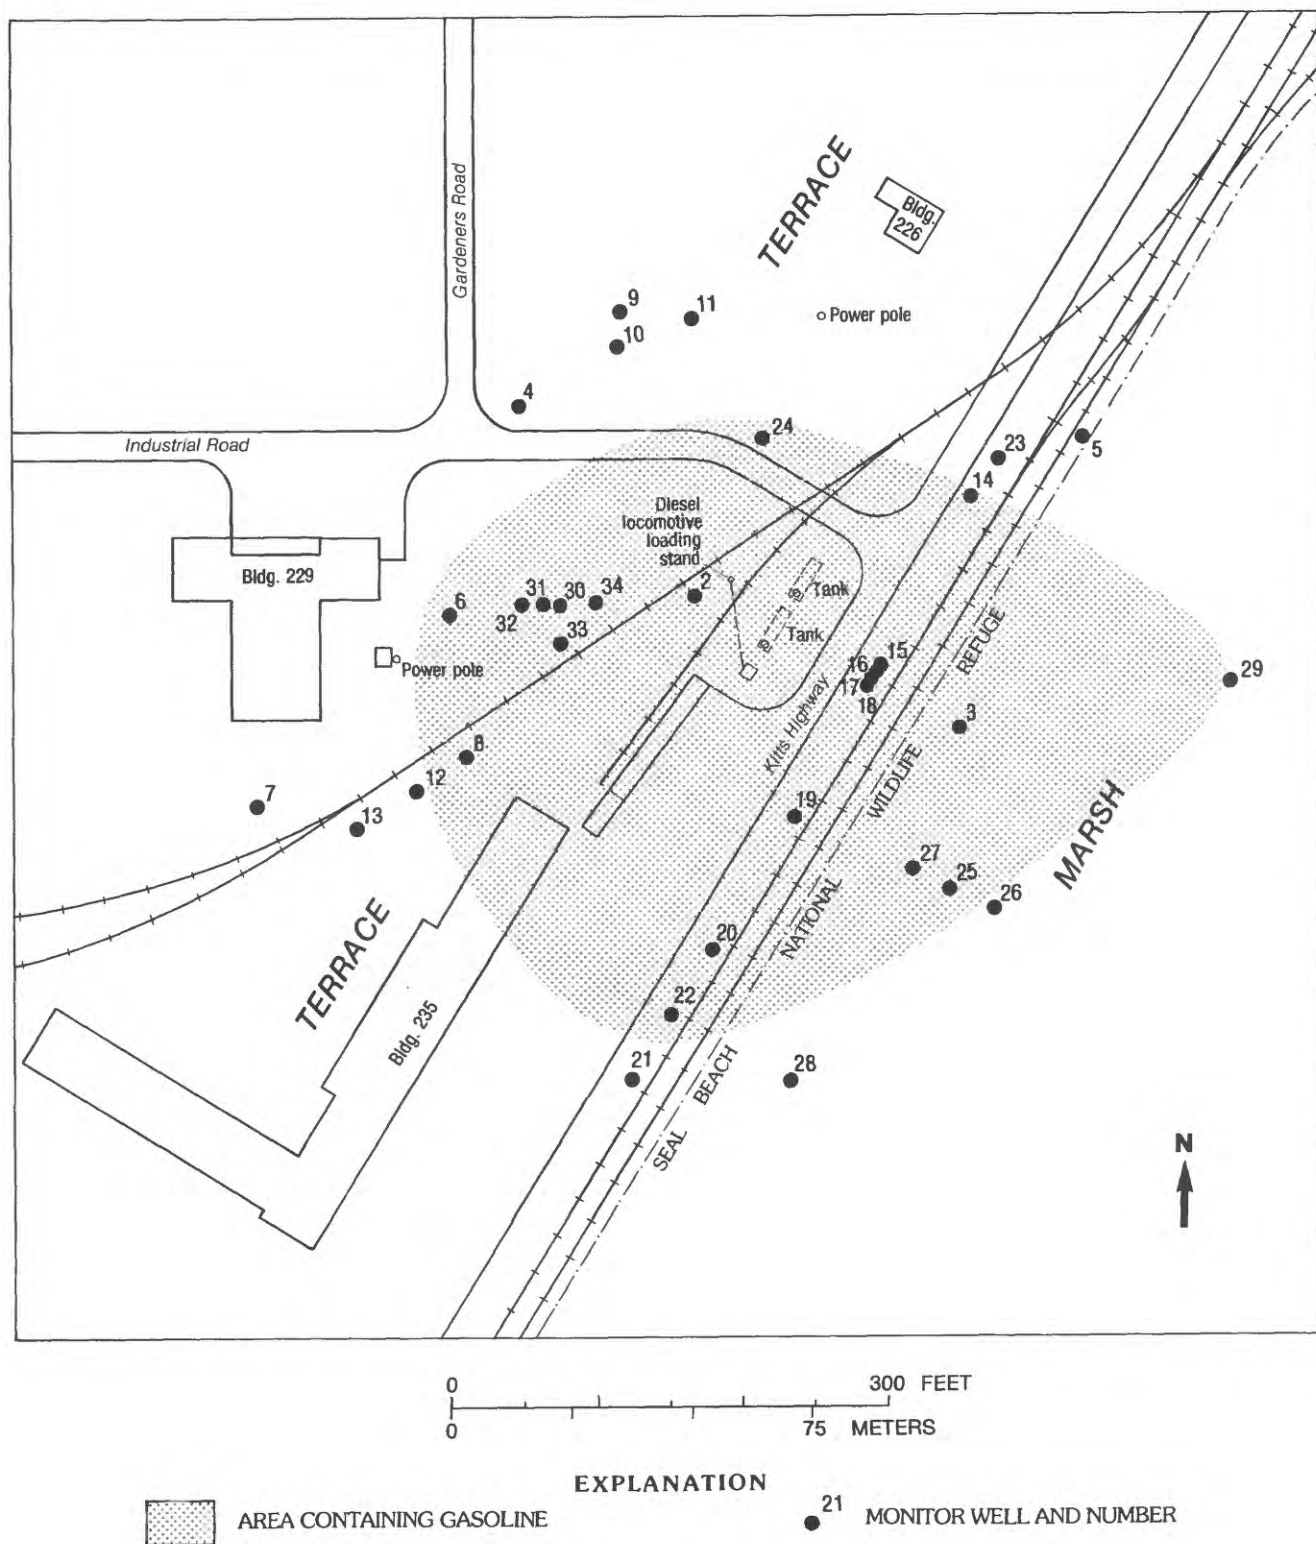 TERRACE
Bldg.
226
Gardeners Road
9
11
Power pole
10
4
24
Industrial Road
23
5
14
Diesel
locomotive
loading
stand
2
Tank
Bldg. 229
31
30
34
6
32
33
Tank
REFUGE
15
16
17
18
29
Power pole
Kitts Highway
3
WILDLIFE
8
12
7
13
19
MARSH
27
25
26
NATIONAL
TERRACE
20
Bldg. 235
22
21
BEACH
28
SEAL
N
0 300 FEET
0 75 METERS
EXPLANATION
AREA CONTAINING GASOLINE
21 MONITOR WELL AND NUMBER